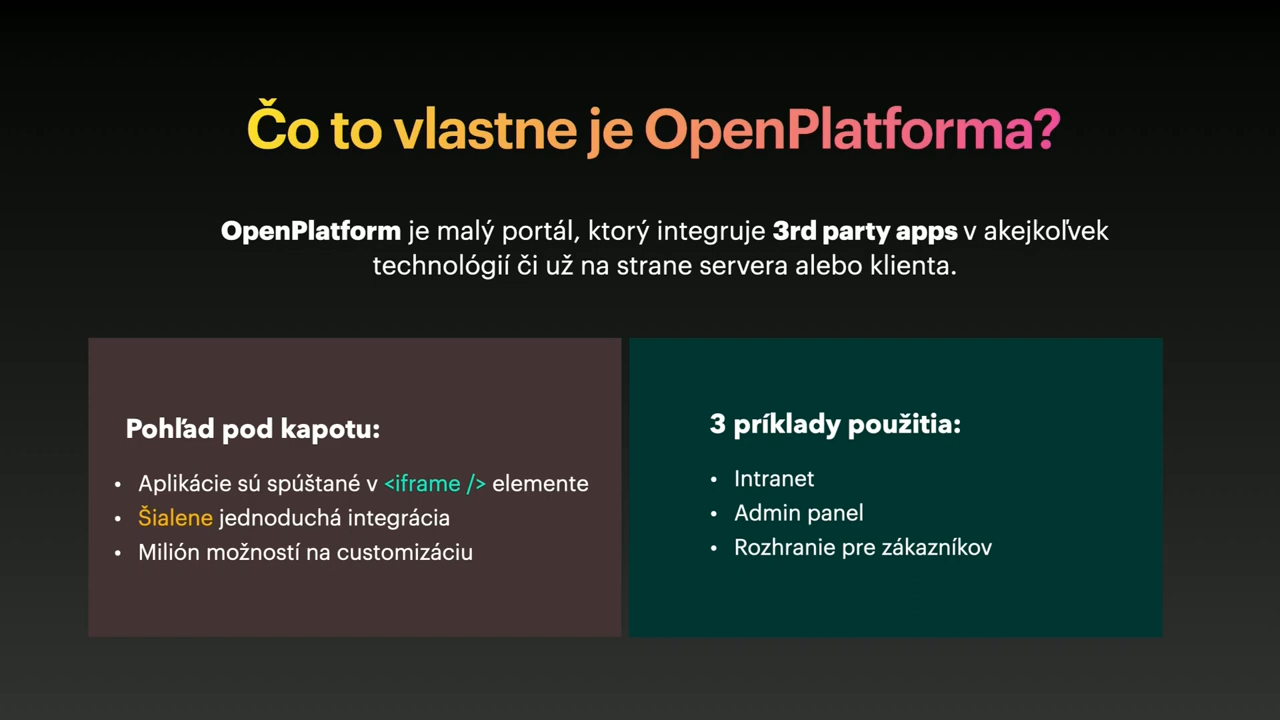 Čo to vlastne je OpenPlatforma?
OpenPlatform je malý portál, ktorý integruje 3rd party apps v akejkoľvek
technológií či už na strane servera alebo klienta.
Pohľad pod kapotu:
• Aplikácie sú spúštané v <iframe /> elemente
• Šialene jednoduchá integrácia
• Milión možností na customizáciu
3 príklady použitia:
• Intranet
• Admin panel
• Rozhranie pre zákazníkov